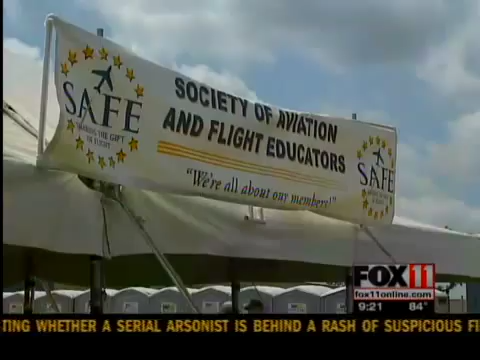 SAFE
SHARING THE GIFT
OF FLIGHT
SOCIETY OF AVIATION
AND FLIGHT EDUCATORS
"We're all about our members!"
SAFE
FOX 11
fox11online.com
9:21 84°
TING WHETHER A SERIAL ARSONIST IS BEHIND A RASH OF SUSPICIOUS FI